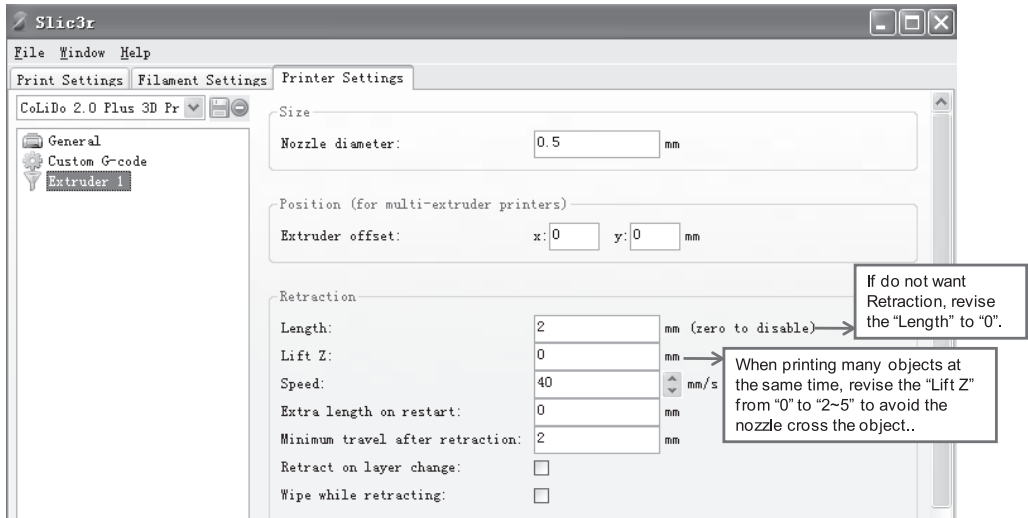 Slic3r
File Window Help
Print Settings Filament Settings Printer Settings
CoLiDo 2.0 Plus 3D Pr
General
Custom G-code
Extruder 1
Size
Nozzle diameter: 0.5 mm
Position (for multi-extruder printers)
Extruder offset: x: 0 y: 0 mm
Retraction
Length: 2 mm (zero to disable)
Lift Z: 0 mm
Speed: 40 mm/s
Extra length on restart: 0 mm
Minimum travel after retraction: 2 mm
Retract on layer change:
Wipe while retracting:
If do not want
Retraction, revise
the “Length” to “0”.
When printing many objects at
the same time, revise the “Lift Z”
from “0” to “2~5” to avoid the
nozzle cross the object..